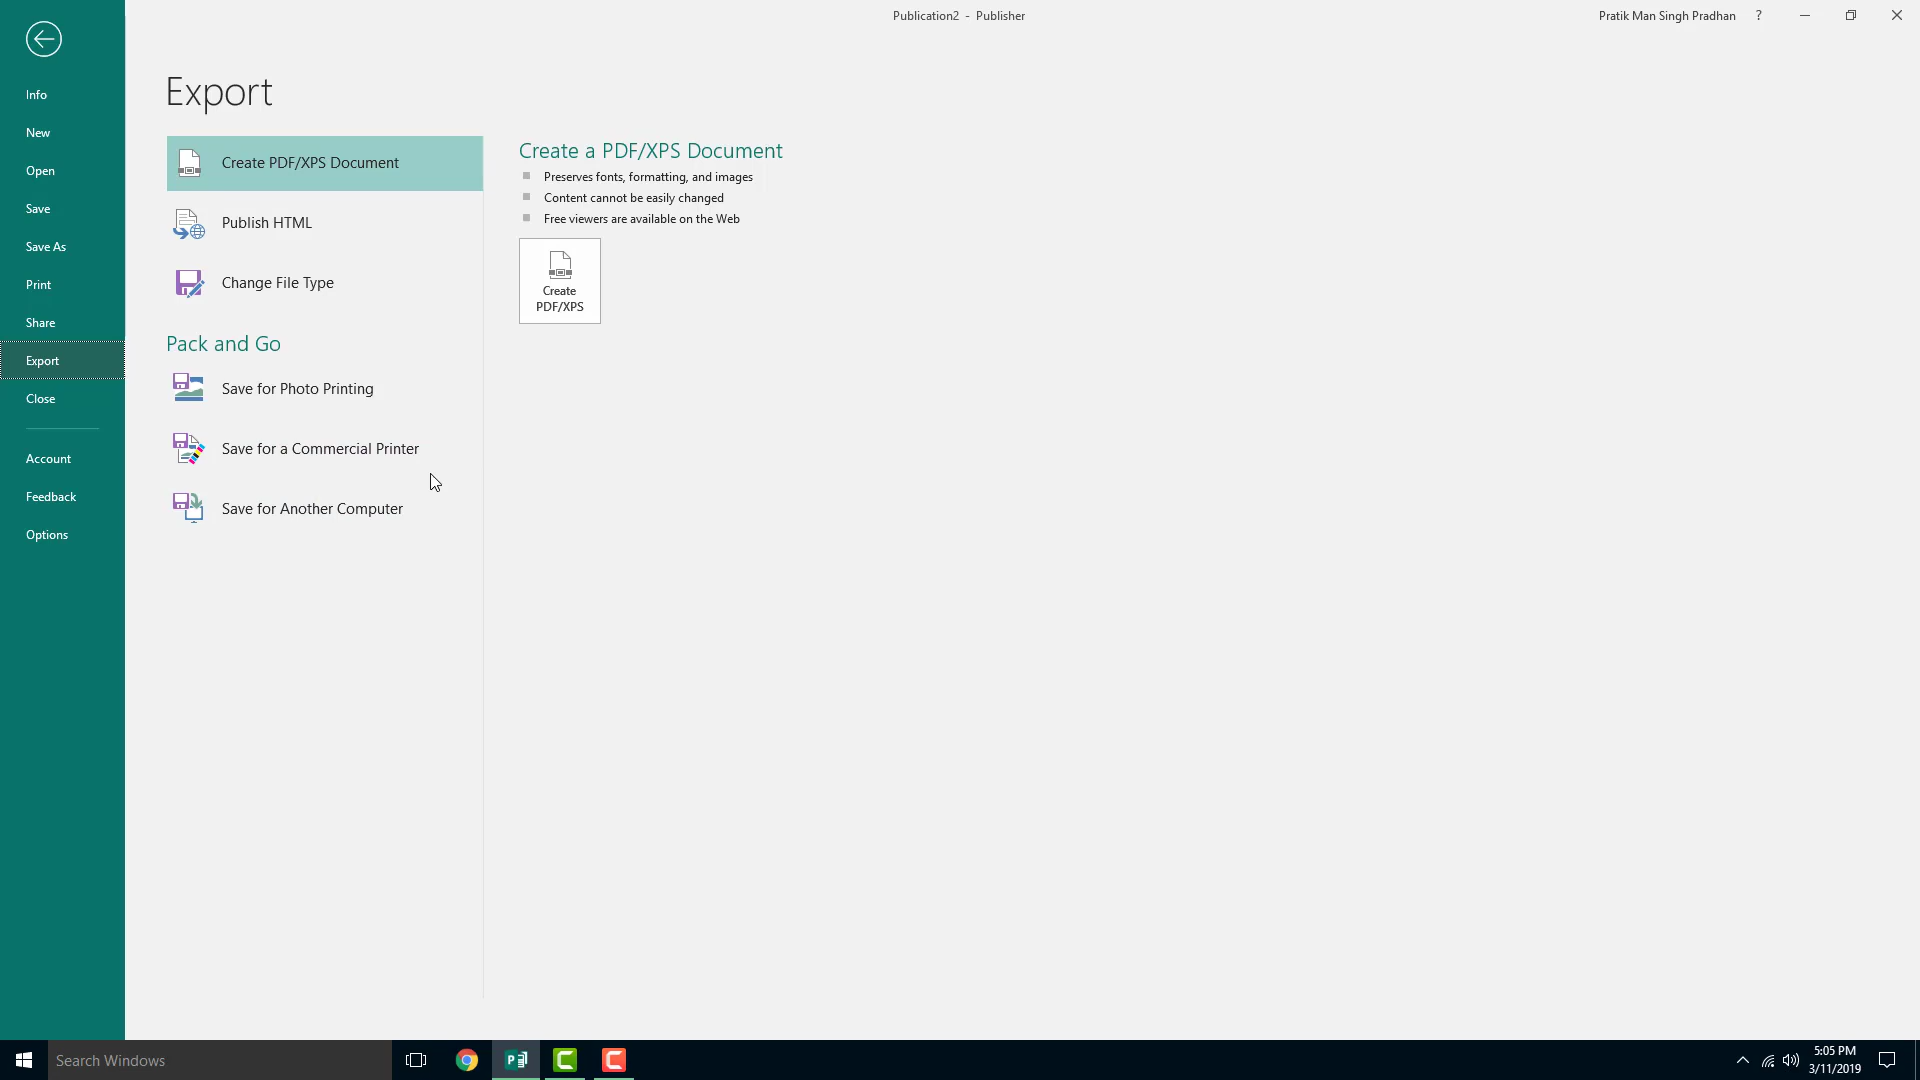 Publication2 - Publisher
Pratik Man Singh Pradhan
?
Info
New
Open
Save
Save As
Print
Share
Export
Close
Account
Feedback
Options
Export
Create PDF/XPS Document
Publish HTML
Change File Type
Pack and Go
Save for Photo Printing
Save for a Commercial Printer
Save for Another Computer
Create a PDF/XPS Document
Preserves fonts, formatting, and images
Content cannot be easily changed
Free viewers are available on the Web
Create
PDF/XPS
Search Windows
5:05 PM
3/11/2019